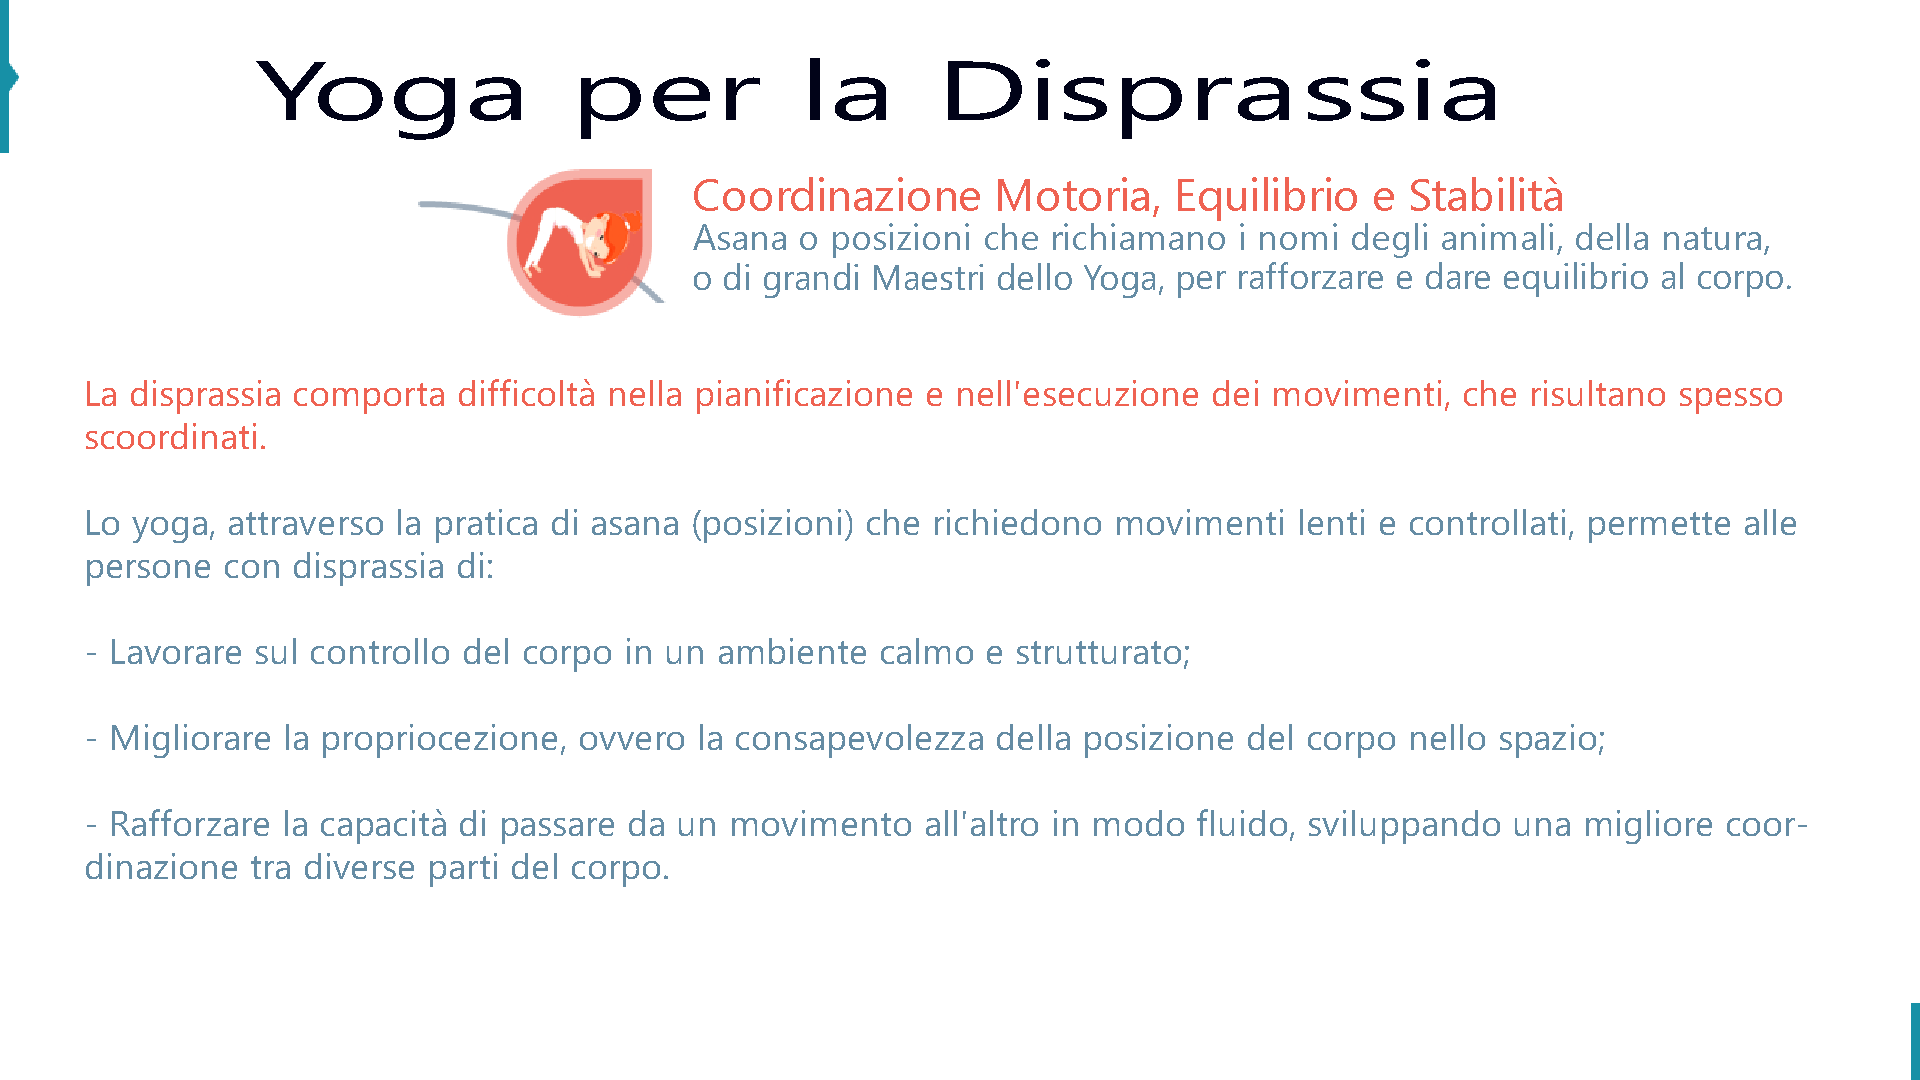 Yoga per la Disprassia
Coordinazione Motoria, Equilibrio e Stabilità
Asana o posizioni che richiamano i nomi degli animali, della natura,
o di grandi Maestri dello Yoga, per rafforzare e dare equilibrio al corpo.
La disprassia comporta difficoltà nella pianificazione e nell'esecuzione dei movimenti, che risultano spesso
scoordinati.
Lo yoga, attraverso la pratica di asana (posizioni) che richiedono movimenti lenti e controllati, permette alle
persone con disprassia di:
- Lavorare sul controllo del corpo in un ambiente calmo e strutturato;
- Migliorare la propriocezione, ovvero la consapevolezza della posizione del corpo nello spazio;
- Rafforzare la capacità di passare da un movimento all'altro in modo fluido, sviluppando una migliore coor-
dinazione tra diverse parti del corpo.